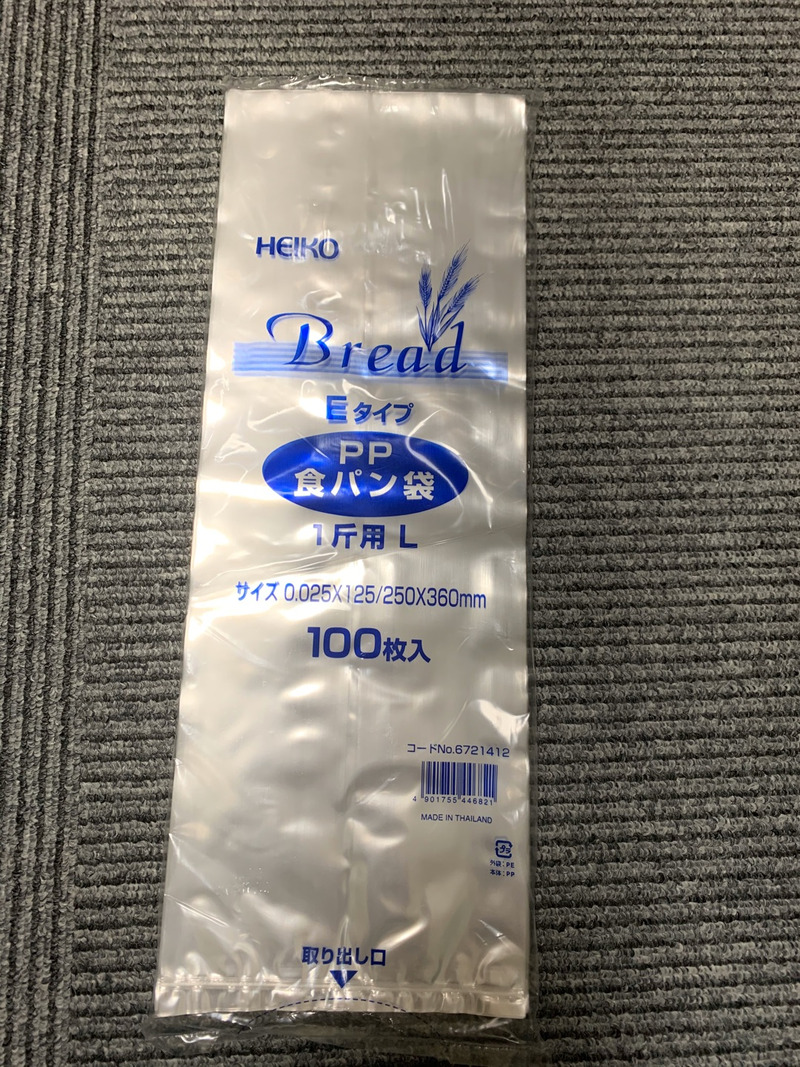 HEIKO
Bread
Eタイプ
PP
食パン袋
1斤用 L
サイズ 0.025X125/250X360mm
100枚入
コードNo.6721412
4 901755 446821
MADE IN THAILAND
プラ
外袋：PE
本体：PP
取り出し口